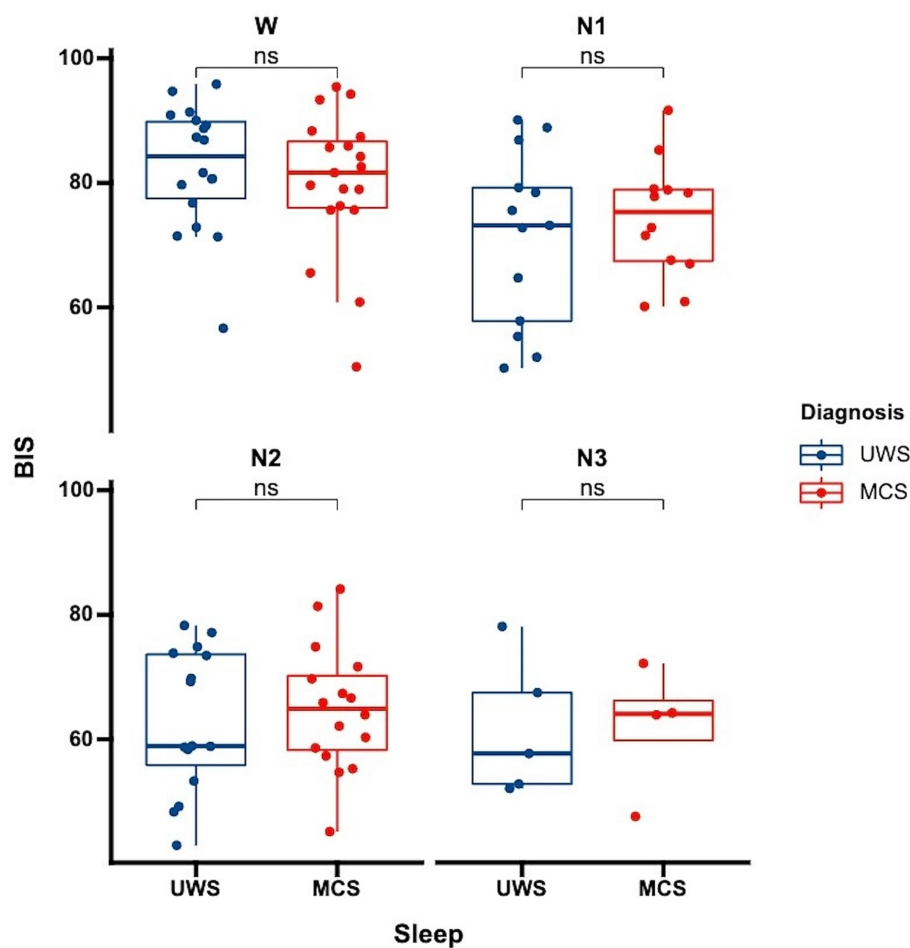 W
N1
100
ns
ns
80
60
Diagnosis
UWS
MCS
BIS
N2
N3
100
ns
ns
80
60
UWS
MCS
UWS
MCS
Sleep